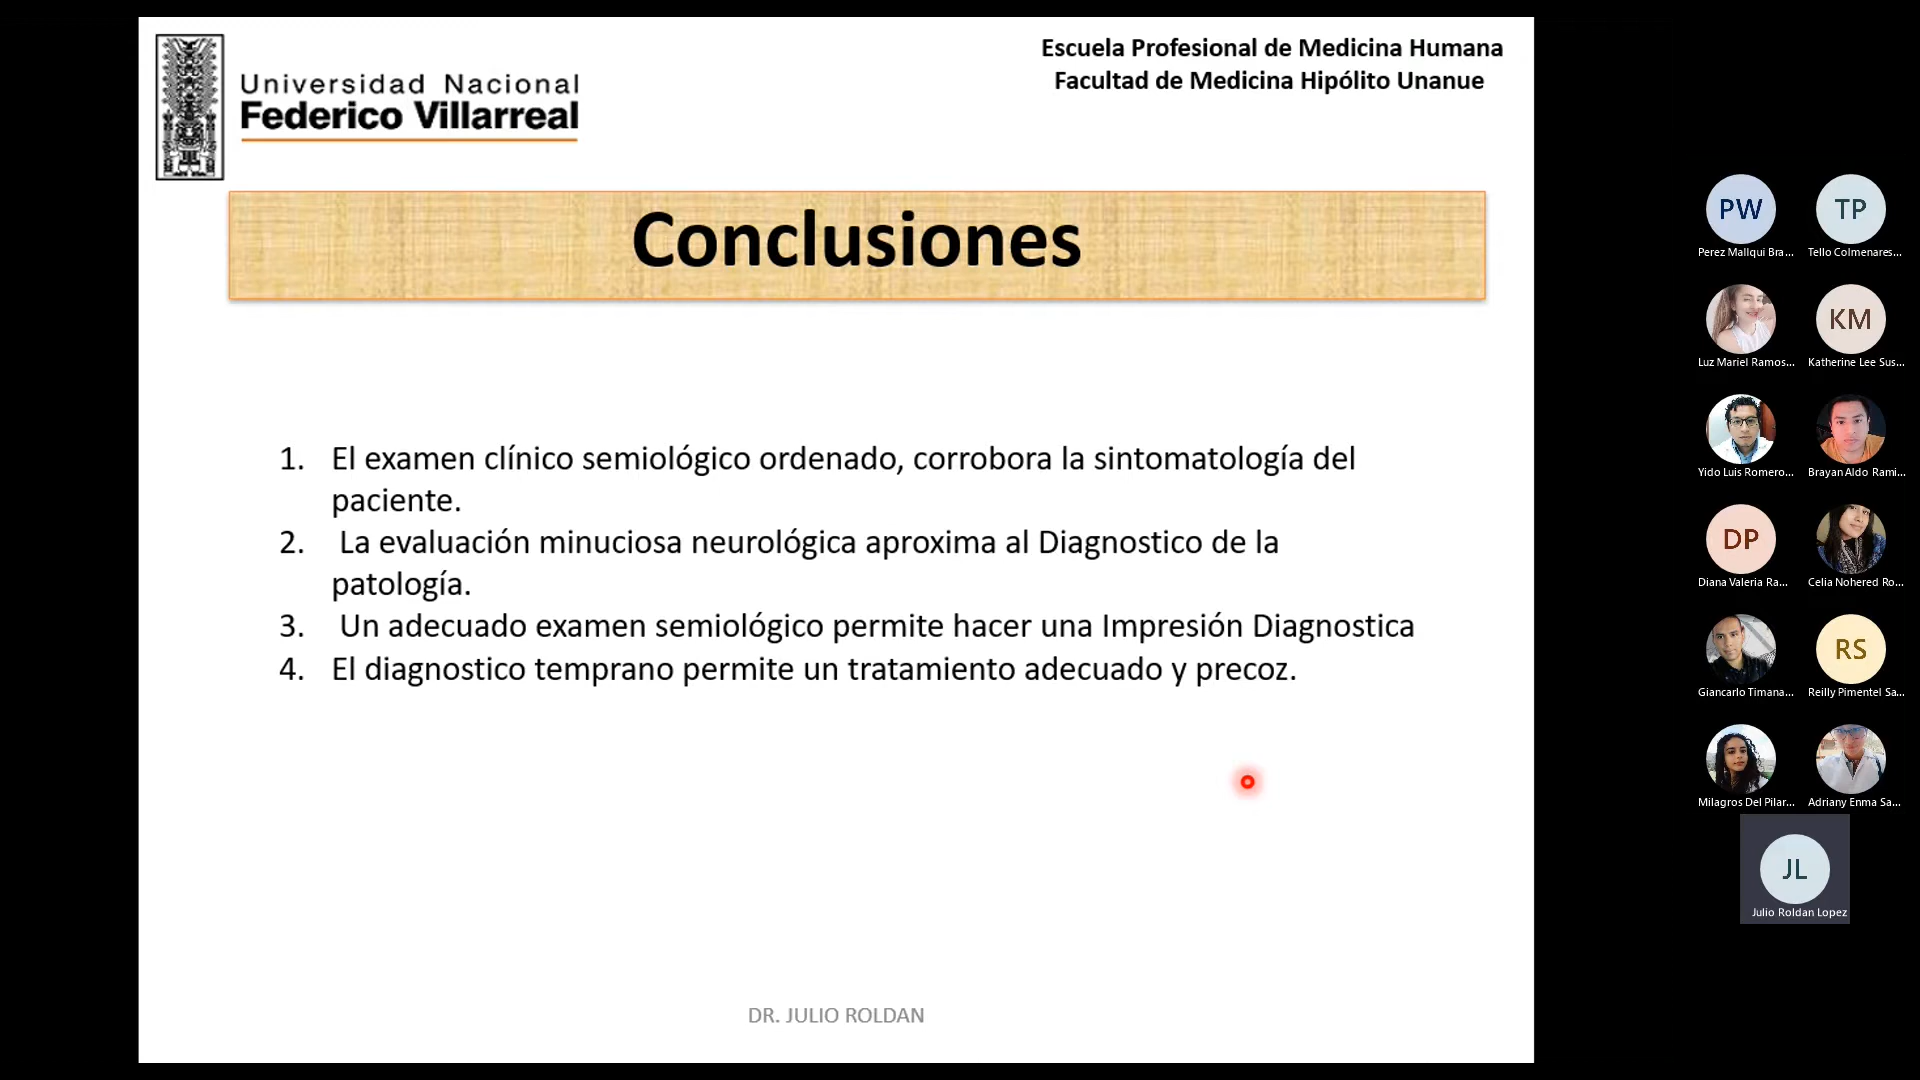 Universidad Nacional
Federico Villarreal
Escuela Profesional de Medicina Humana
Facultad de Medicina Hipólito Unanue
Conclusiones
1. El examen clínico semiológico ordenado, corrobora la sintomatología del
paciente.
2. La evaluación minuciosa neurológica aproxima al Diagnostico de la
patología.
3. Un adecuado examen semiológico permite hacer una Impresión Diagnostica
4. El diagnostico temprano permite un tratamiento adecuado y precoz.
DR. JULIO ROLDAN
PW
TP
Perez Mallqui Bra...
Tello Colmenares...
KM
Luz Mariel Ramos...
Katherine Lee Sus...
Yido Luis Romero...
Brayan Aldo Rami...
DP
Diana Valeria Ra...
Celia Nohered Ro...
RS
Giancarlo Timana...
Reilly Pimentel Sa...
Milagros Del Pilar...
Adriany Enma Sa...
JL
Julio Roldan Lopez